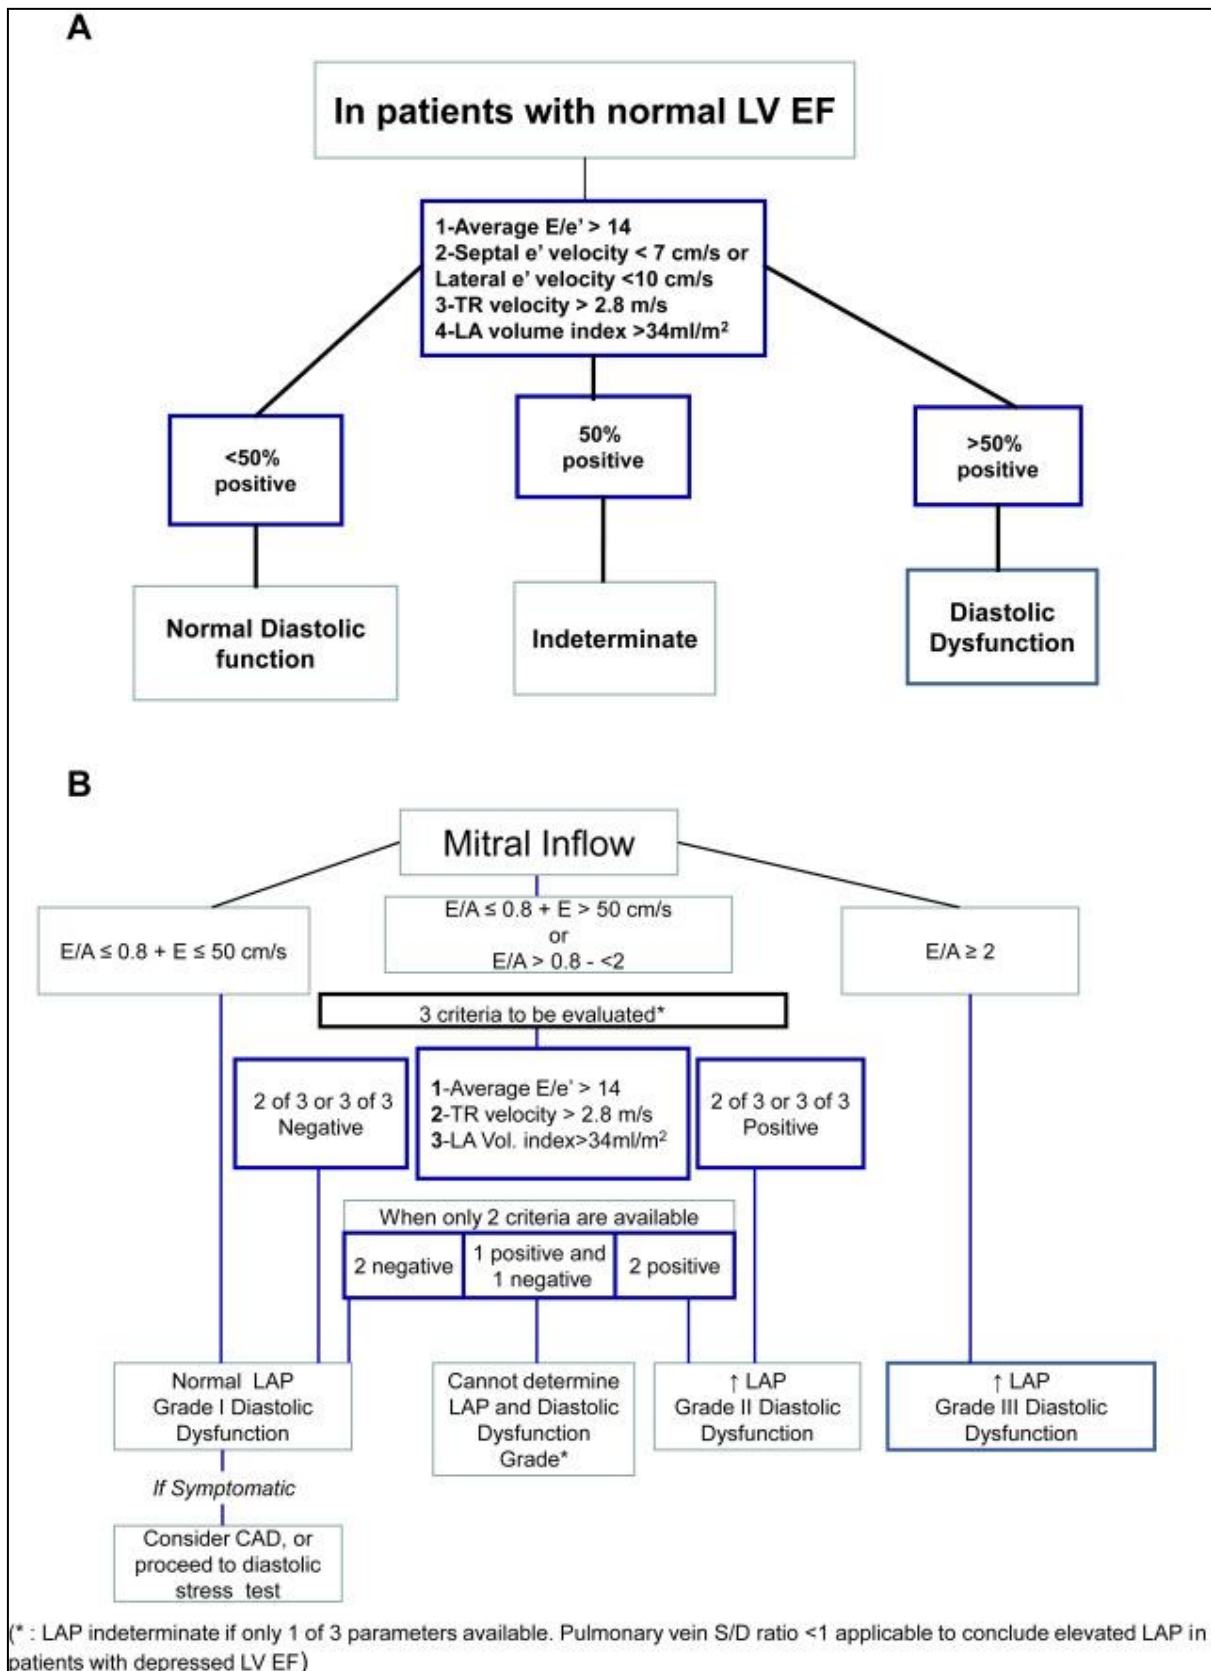 A
In patients with normal LV EF
1-Average E/e’ > 14
2-Septal e’ velocity < 7 cm/s or
Lateral e’ velocity <10 cm/s
3-TR velocity > 2.8 m/s
4-LA volume index >34ml/m²
<50%
positive
50%
positive
>50%
positive
Normal Diastolic
function
Indeterminate
Diastolic
Dysfunction
B
Mitral Inflow
E/A ≤ 0.8 + E ≤ 50 cm/s
E/A ≤ 0.8 + E > 50 cm/s
or
E/A > 0.8 - <2
E/A ≥ 2
3 criteria to be evaluated*
2 of 3 or 3 of 3
Negative
1-Average E/e’ > 14
2-TR velocity > 2.8 m/s
3-LA Vol. index>34ml/m²
2 of 3 or 3 of 3
Positive
When only 2 criteria are available
2 negative
1 positive and
1 negative
2 positive
Normal LAP
Grade I Diastolic
Dysfunction
Cannot determine
LAP and Diastolic
Dysfunction
Grade*
↑ LAP
Grade II Diastolic
Dysfunction
↑ LAP
Grade III Diastolic
Dysfunction
If Symptomatic
Consider CAD, or
proceed to diastolic
stress test
(* : LAP indeterminate if only 1 of 3 parameters available. Pulmonary vein S/D ratio <1 applicable to conclude elevated LAP in
patients with depressed LV EF)